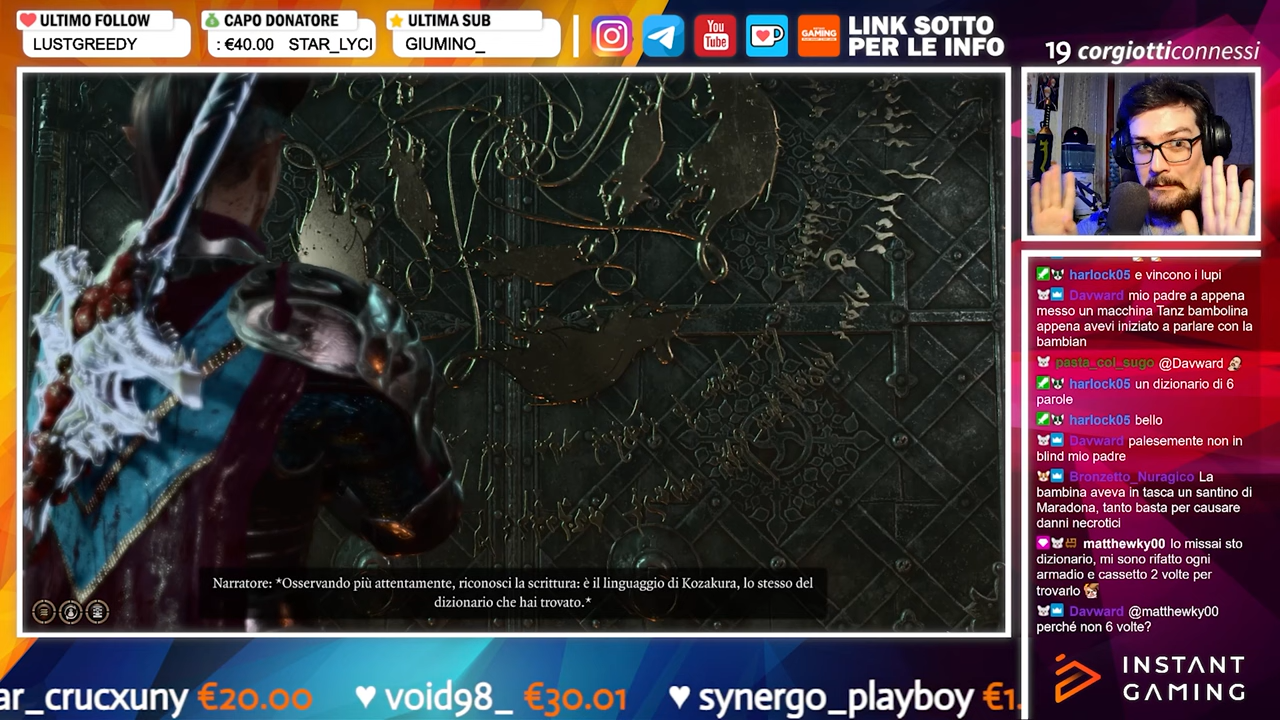 ULTIMO FOLLOW
LUSTGREEDY
CAPO DONATORE
: €40.00 STAR_LYCI
ULTIMA SUB
GIUMINO_
You
Tube
GAMING
LINK SOTTO
PER LE INFO
19 corgiotticonnessi
harlock05 e vincono i lupi
Davward mio padre a appena
messo un macchina Tanz bambolina
appena avevi iniziato a parlare con la
bambian
pasta_col_sugo @Davward
harlock05 un dizionario di 6
parole
harlock05 bello
Davward palesemente non in
blind mio padre
Bronzetto_Nuragico La
bambina aveva in tasca un santino di
Maradona, tanto basta per causare
danni necrotici
matthewky00 Io missai sto
dizionario, mi sono rifatto ogni
armadio e cassetto 2 volte per
trovarlo
Davward @matthewky00
perché non 6 volte?
Narratore: *Osservando più attentamente, riconosci la scrittura: è il linguaggio di Kozakura, lo stesso del
dizionario che hai trovato.*
INSTANT
GAMING
ar_crucxuny €20.00 ♥ void98_ €30.01 ♥ synergo_playboy €1.